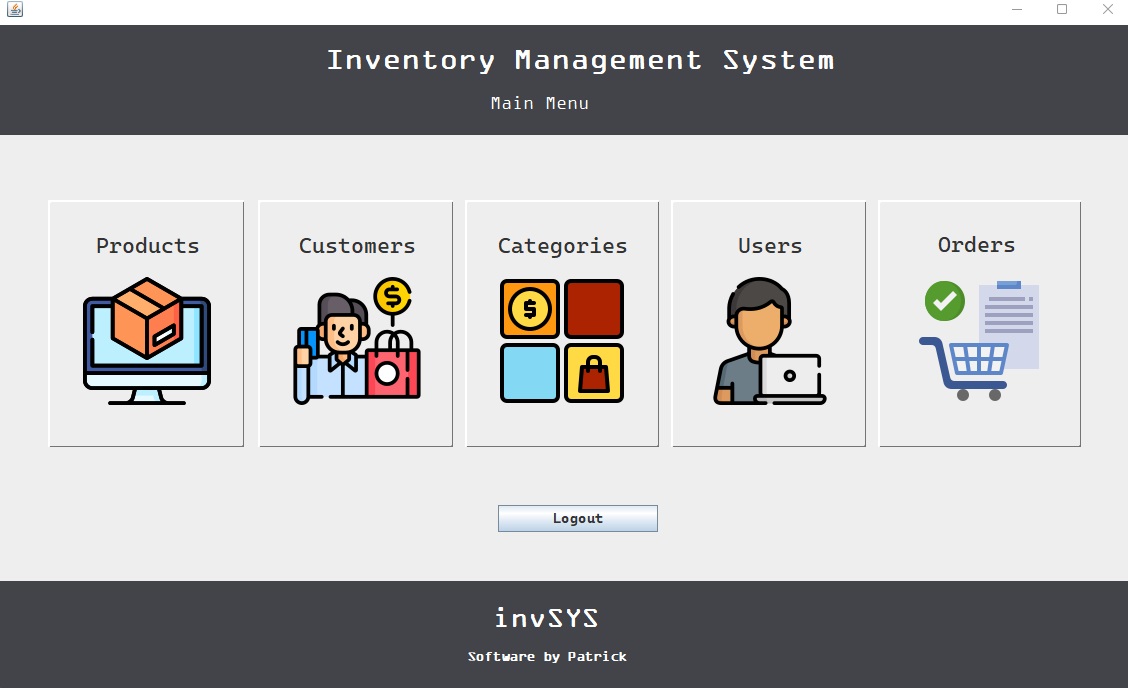 Inventory Management System
Main Menu
Products
Customers
Categories
Users
Orders
$
$
Logout
invSYS
Software by Patrick